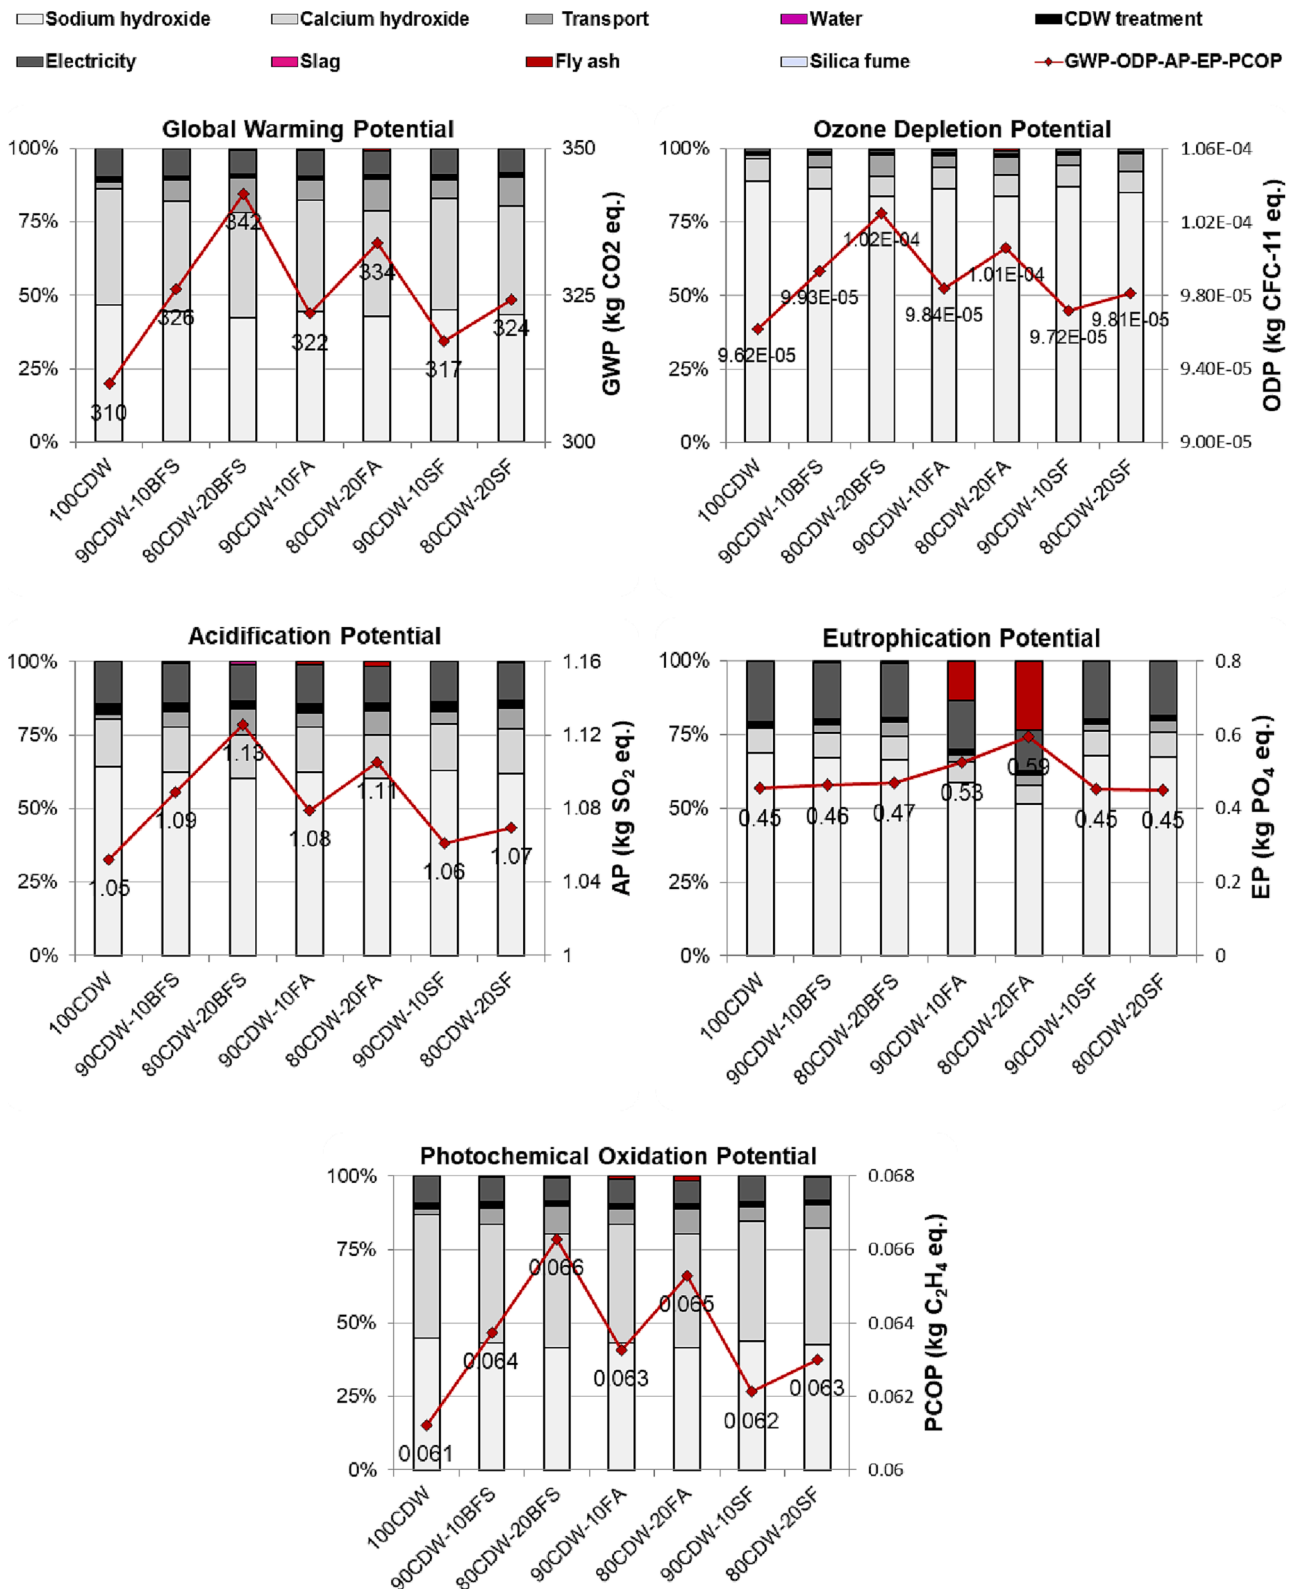 Sodium hydroxide Calcium hydroxide Transport Water CDW treatment
Electricity Slag Fly ash Silica fume GWP-ODP-AP-EP-PCOP
Global Warming Potential
100% 350
75%
50% 325
25%
0% 300
310 326 342 322 334 317 324
GWP (kg CO2 eq.)
100CDW 90CDW-10BFS 80CDW-20BFS 90CDW-10FA 80CDW-20FA 90CDW-10SF 80CDW-20SF
Ozone Depletion Potential
100% 1.06E-04
75% 1.02E-04
50% 9.80E-05
25% 9.40E-05
0% 9.00E-05
9.62E-05 9.93E-05 1.02E-04 9.84E-05 1.01E-04 9.72E-05 9.81E-05
ODP (kg CFC-11 eq.)
100CDW 90CDW-10BFS 80CDW-20BFS 90CDW-10FA 80CDW-20FA 90CDW-10SF 80CDW-20SF
Acidification Potential
100% 1.16
75% 1.12
50% 1.08
25% 1.04
0% 1
1.05 1.09 1.13 1.08 1.11 1.06 1.07
AP (kg SO2 eq.)
100CDW 90CDW-10BFS 80CDW-20BFS 90CDW-10FA 80CDW-20FA 90CDW-10SF 80CDW-20SF
Eutrophication Potential
100% 0.8
75% 0.6
50% 0.4
25% 0.2
0% 0
0.45 0.46 0.47 0.53 0.59 0.45 0.45
EP (kg PO4 eq.)
100CDW 90CDW-10BFS 80CDW-20BFS 90CDW-10FA 80CDW-20FA 90CDW-10SF 80CDW-20SF
Photochemical Oxidation Potential
100% 0.068
75% 0.066
50% 0.064
25% 0.062
0% 0.06
0.061 0.064 0.066 0.063 0.065 0.062 0.063
PCOP (kg C2H4 eq.)
100CDW 90CDW-10BFS 80CDW-20BFS 90CDW-10FA 80CDW-20FA 90CDW-10SF 80CDW-20SF